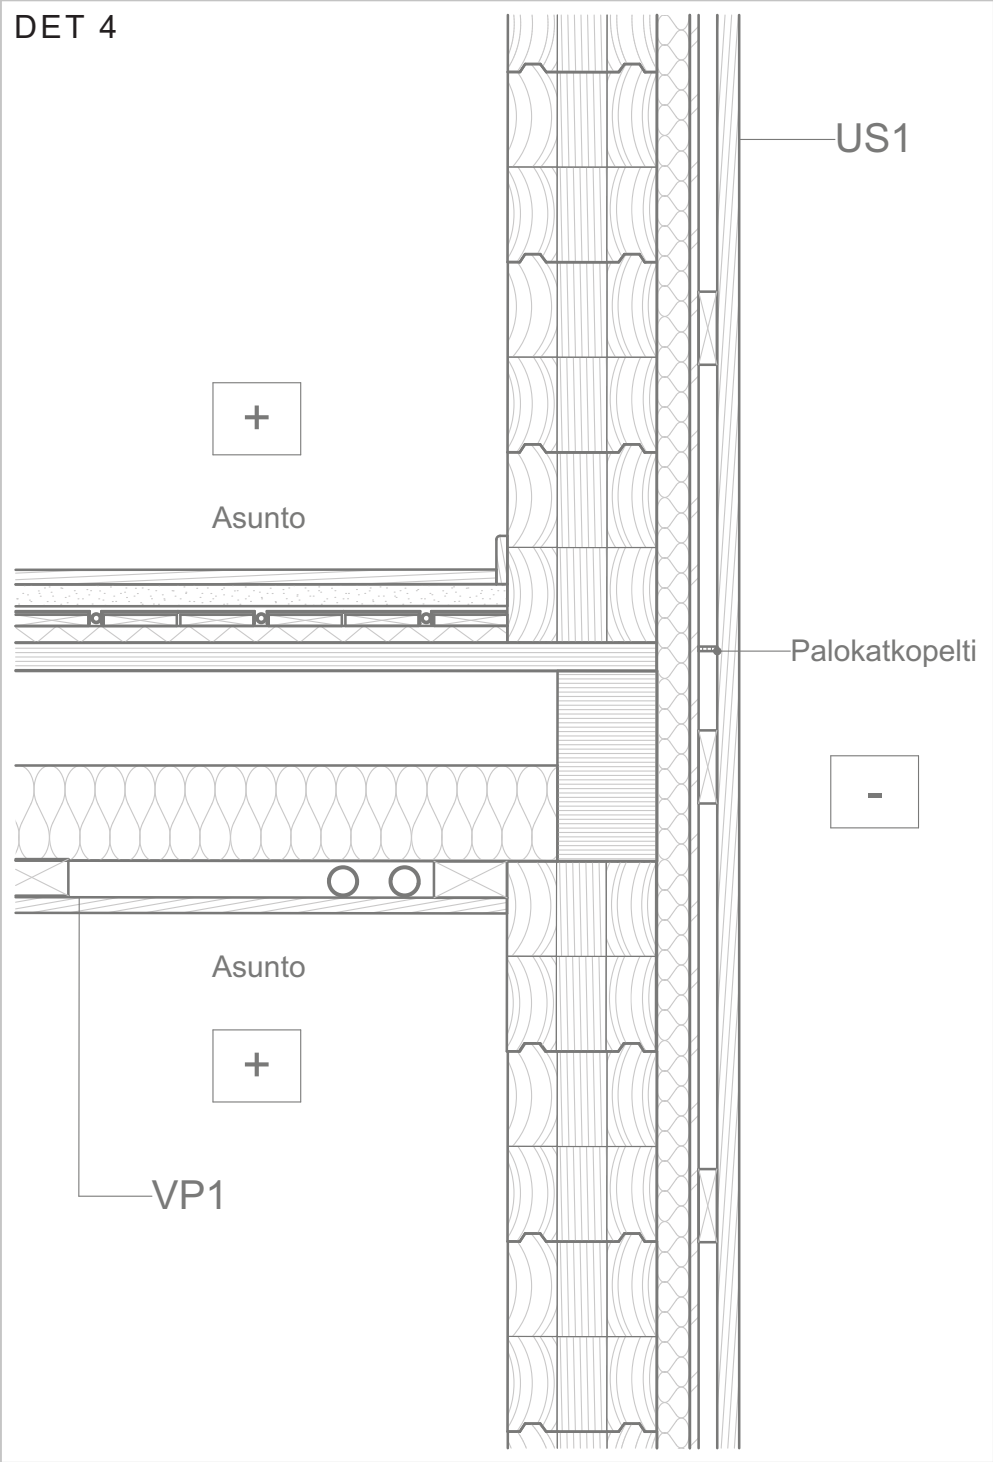 DET 4
US1
+
Asunto
Palokatkopelti
-
Asunto
+
VP1